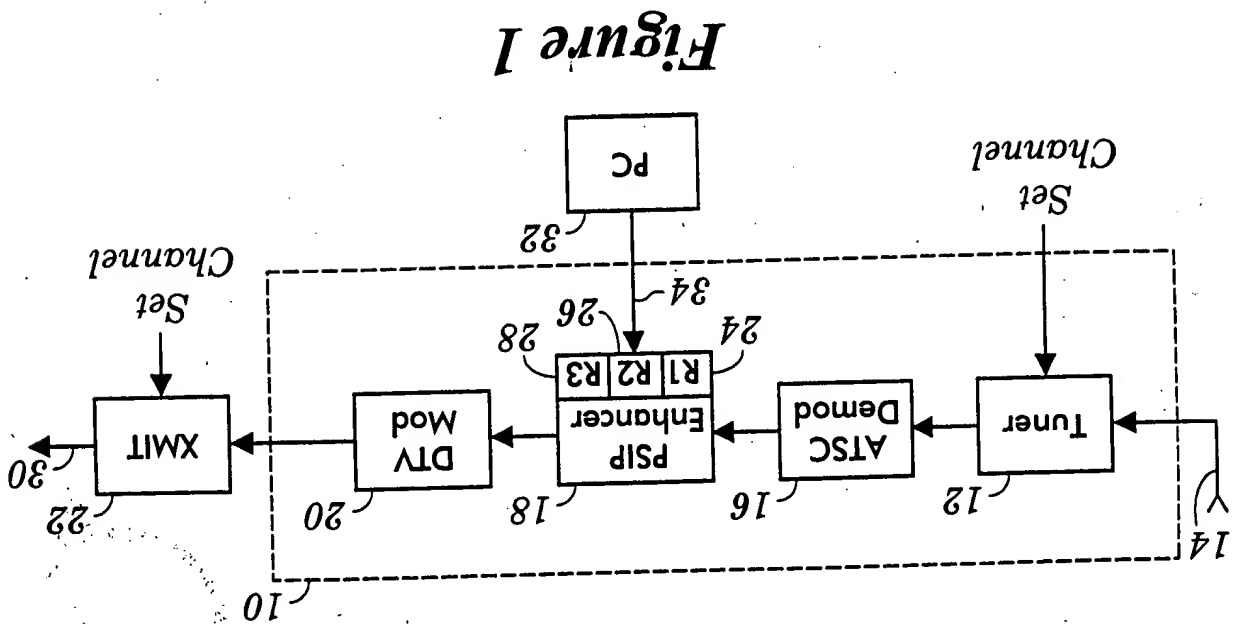 10
14
12
16
18
20
22
30
Tuner
ATSC
Demod
PSIP
Enhancer
R1 R2 R3
DTV
Mod
XMIT
24
26
28
34
Set
Channel
Set
Channel
32
PC
Figure 1